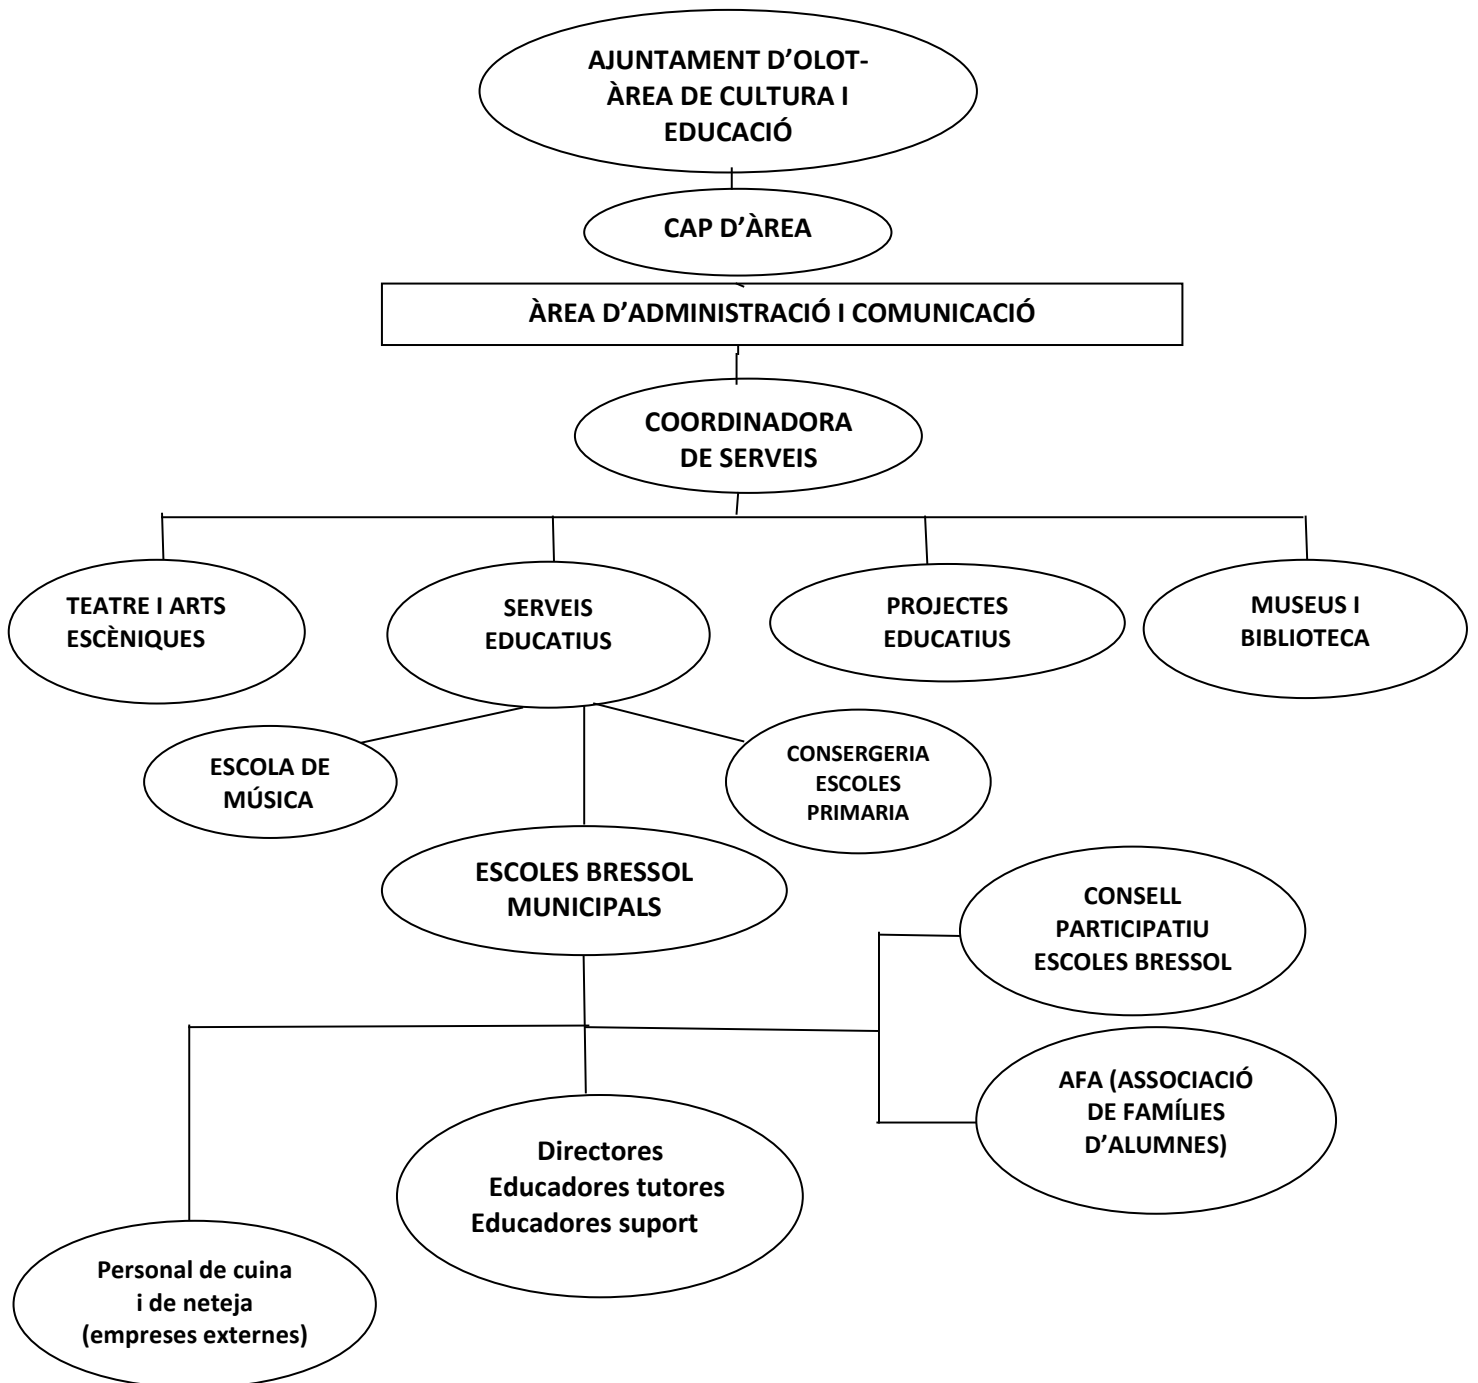 AJUNTAMENT D’OLOT-
ÀREA DE CULTURA I
EDUCACIÓ
CAP D’ÀREA
ÀREA D’ADMINISTRACIÓ I COMUNICACIÓ
COORDINADORA
DE SERVEIS
TEATRE I ARTS
ESCÈNIQUES
SERVEIS
EDUCATIUS
PROJECTES
EDUCATIUS
MUSEUS I
BIBLIOTECA
ESCOLA DE
MÚSICA
CONSERGERIA
ESCOLES
PRIMARIA
ESCOLES BRESSOL
MUNICIPALS
CONSELL
PARTICIPATIU
ESCOLES BRESSOL
AFA (ASSOCIACIÓ
DE FAMÍLIES
D’ALUMNES)
Directores
Educadores tutores
Educadores suport
Personal de cuina
i de neteja
(empreses externes)